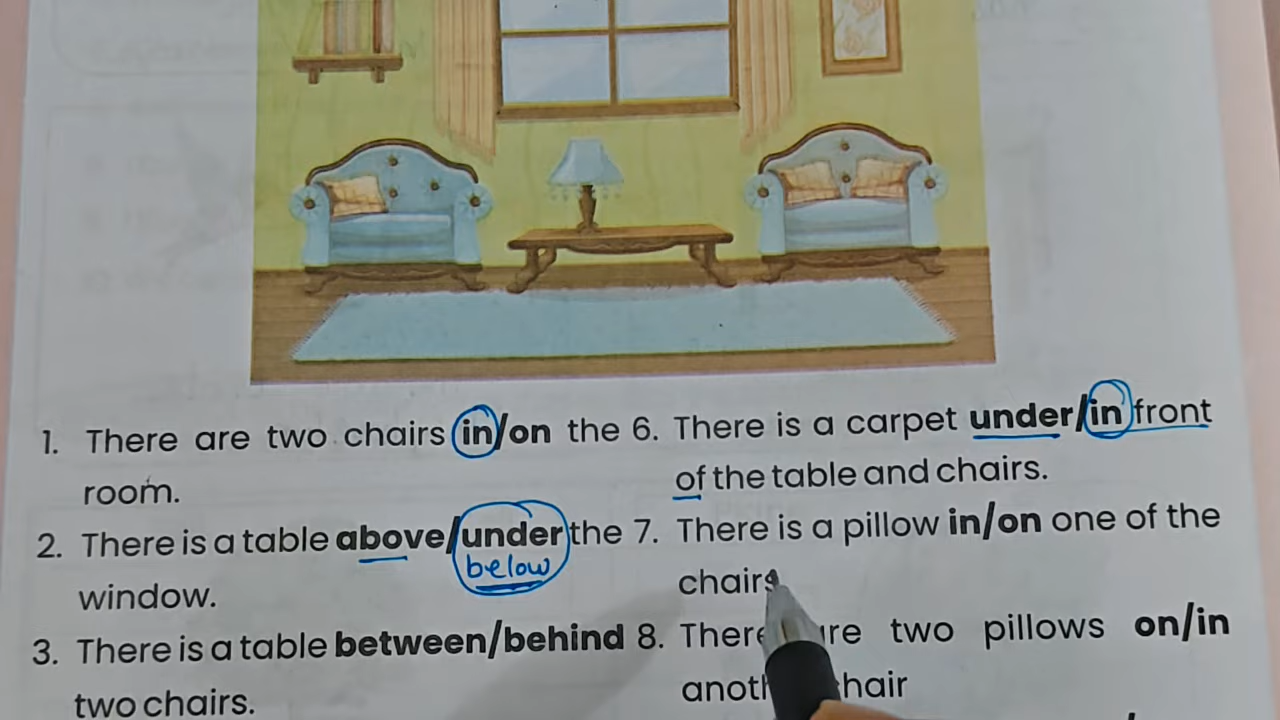 1. There are two chairs in/on the
room.
2. There is a table above/under the
below
window.
3. There is a table between/behind
two chairs.
6. There is a carpet under/in front
of the table and chairs.
7. There is a pillow in/on one of the
chairs
8. There are two pillows on/in
another chair